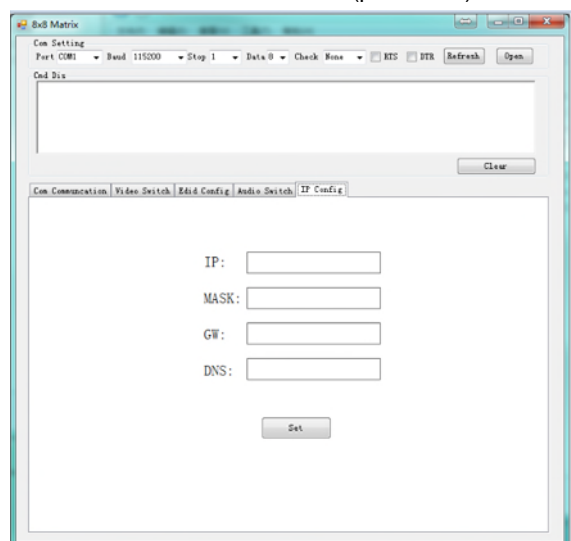 8x8 Matrix
Com Setting
Port COM1 Baud 115200 Stop 1 Data 8 Check None RTS DTR Refresh Open
Cmd Dis
Clear
Com Communcation Video Switch Edid Config Audio Switch IP Config
IP:
MASK:
GW:
DNS:
Set